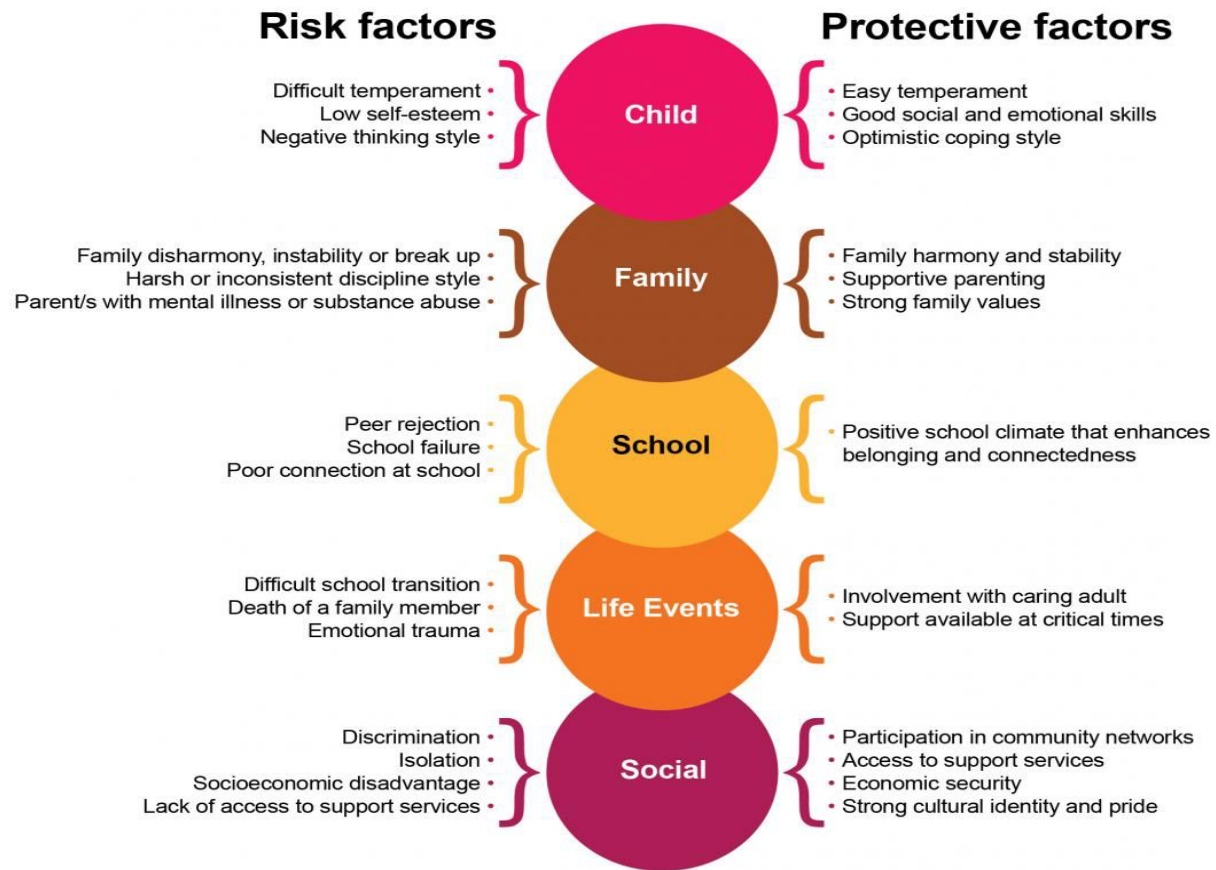 Risk factors
Protective factors
Difficult temperament
Low self-esteem
Negative thinking style
Child
Easy temperament
Good social and emotional skills
Optimistic coping style
Family disharmony, instability or break up
Harsh or inconsistent discipline style
Parent/s with mental illness or substance abuse
Family
Family harmony and stability
Supportive parenting
Strong family values
Peer rejection
School failure
Poor connection at school
School
Positive school climate that enhances
belonging and connectedness
Difficult school transition
Death of a family member
Emotional trauma
Life Events
Involvement with caring adult
Support available at critical times
Discrimination
Isolation
Socioeconomic disadvantage
Lack of access to support services
Social
Participation in community networks
Access to support services
Economic security
Strong cultural identity and pride